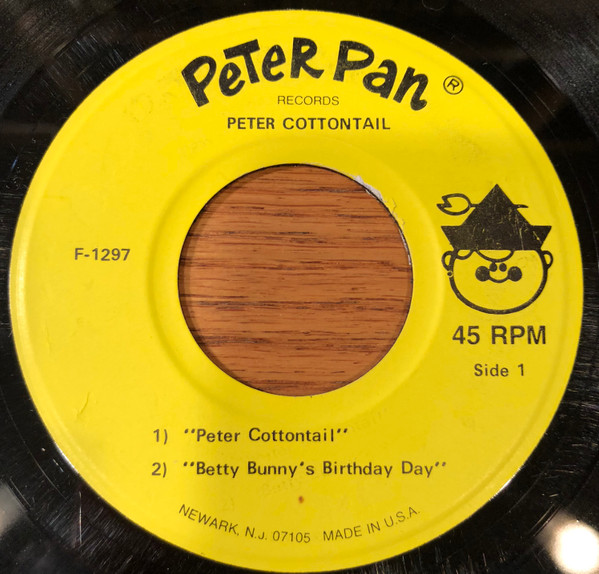 PETER PAN ®
RECORDS
PETER COTTONTAIL
F-1297
45 RPM
Side 1
1) "Peter Cottontail"
2) "Betty Bunny's Birthday Day"
NEWARK, N.J. 07105 MADE IN U.S.A.